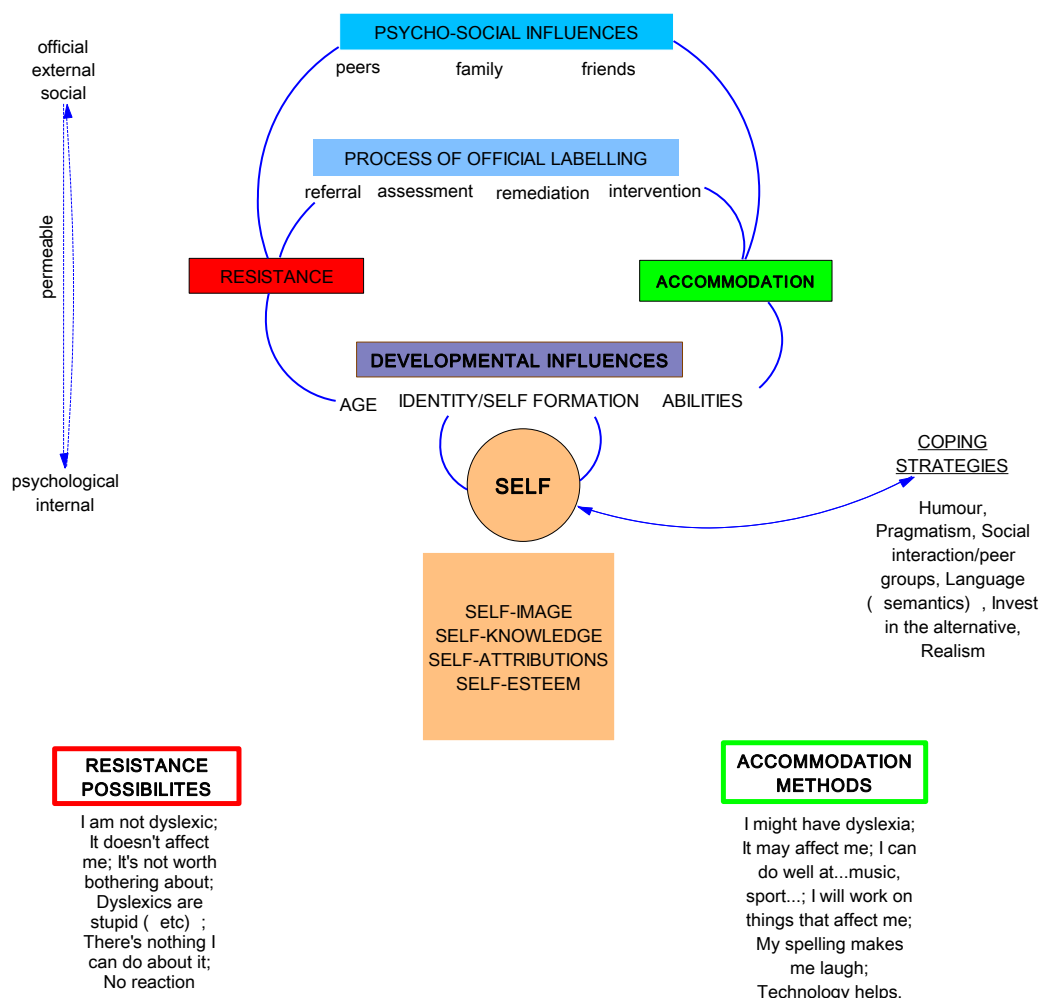 PSYCHO-SOCIAL INFLUENCES
peers family friends
official
external
social
PROCESS OF OFFICIAL LABELLING
referral assessment remediation intervention
permeable
RESISTANCE
ACCOMMODATION
DEVELOPMENTAL INFLUENCES
AGE IDENTITY/SELF FORMATION ABILITIES
psychological
internal
SELF
COPING
STRATEGIES
Humour,
Pragmatism, Social
interaction/peer
groups, Language
( semantics) , Invest
in the alternative,
Realism
SELF-IMAGE
SELF-KNOWLEDGE
SELF-ATTRIBUTIONS
SELF-ESTEEM
RESISTANCE
POSSIBILITES
I am not dyslexic;
It doesn't affect
me; It's not worth
bothering about;
Dyslexics are
stupid ( etc) ;
There's nothing I
can do about it;
No reaction
ACCOMMODATION
METHODS
I might have dyslexia;
It may affect me; I can
do well at...music,
sport...; I will work on
things that affect me;
My spelling makes
me laugh;
Technology helps.